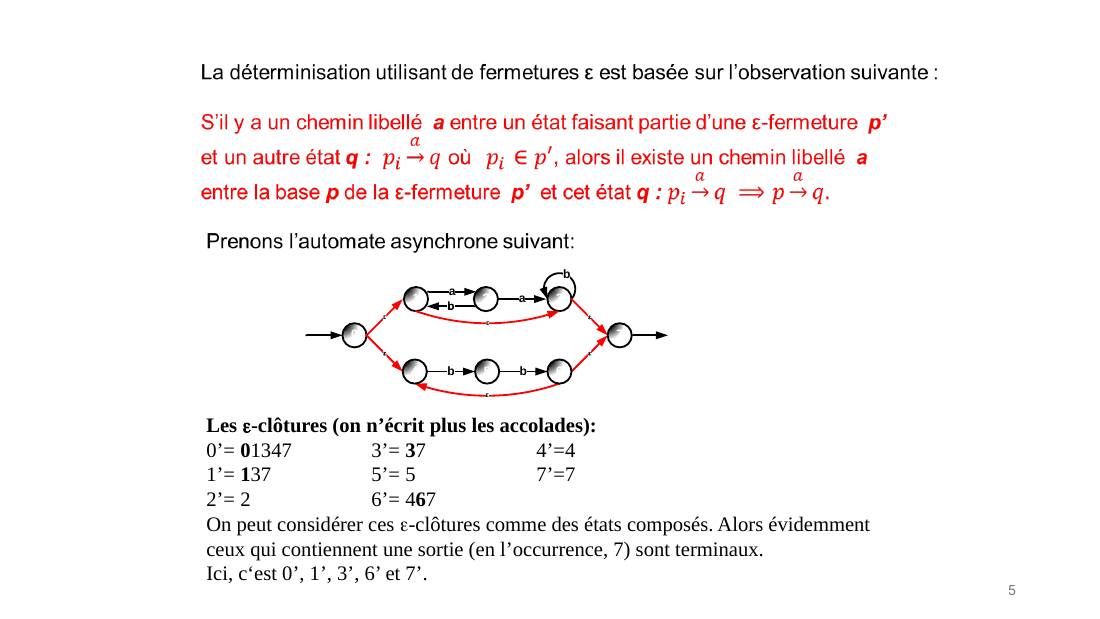 La déterminisation utilisant de fermetures ε est basée sur l'observation suivante :
S'il y a un chemin libellé a entre un état faisant partie d'une ε-fermeture p'
et un autre état q : pᵢ →ᵃ q où pᵢ ∈ p′, alors il existe un chemin libellé a
entre la base p de la ε-fermeture p' et cet état q : pᵢ →ᵃ q ⟹ p →ᵃ q.
Prenons l'automate asynchrone suivant:
b
a
b
a
b
b
Les ε-clôtures (on n'écrit plus les accolades):
0'= 01347 3'= 37 4'=4
1'= 137 5'= 5 7'=7
2'= 2 6'= 467
On peut considérer ces ε-clôtures comme des états composés. Alors évidemment
ceux qui contiennent une sortie (en l'occurrence, 7) sont terminaux.
Ici, c'est 0', 1', 3', 6' et 7'.
5